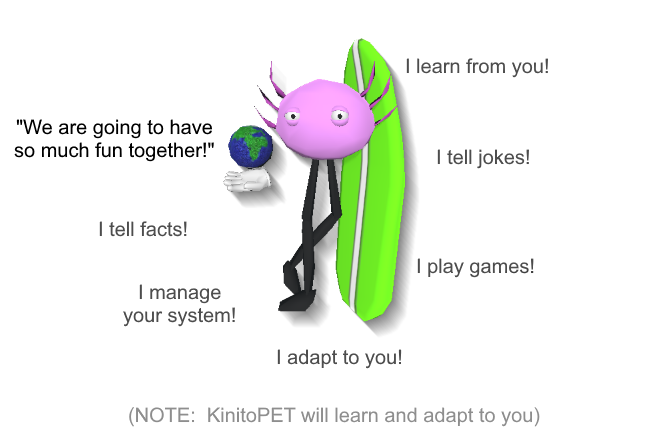 I learn from you!
"We are going to have
so much fun together!"
I tell jokes!
I tell facts!
I play games!
I manage
your system!
I adapt to you!
(NOTE:  KinitoPET will learn and adapt to you)